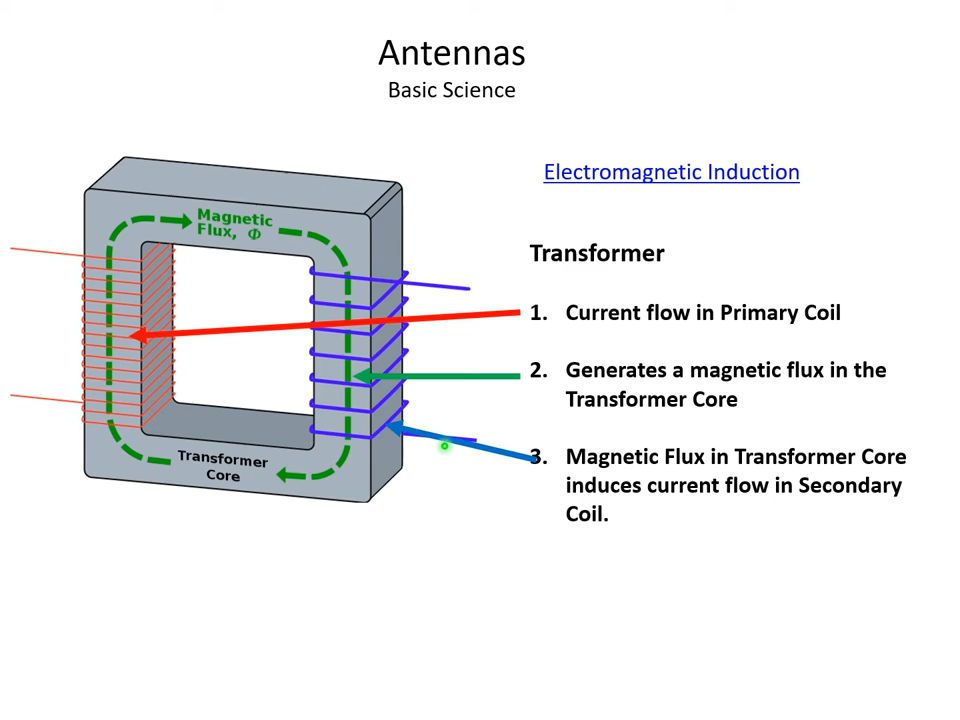 Antennas
Basic Science
Electromagnetic Induction
Magnetic
Flux, Φ
Transformer
1. Current flow in Primary Coil
2. Generates a magnetic flux in the
Transformer Core
3. Magnetic Flux in Transformer Core
induces current flow in Secondary
Coil.
Transformer
Core